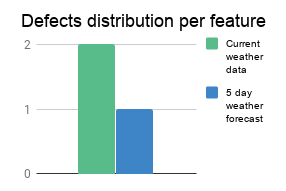 Defects distribution per feature
2
1
0
Current
weather
data
5 day
weather
forecast